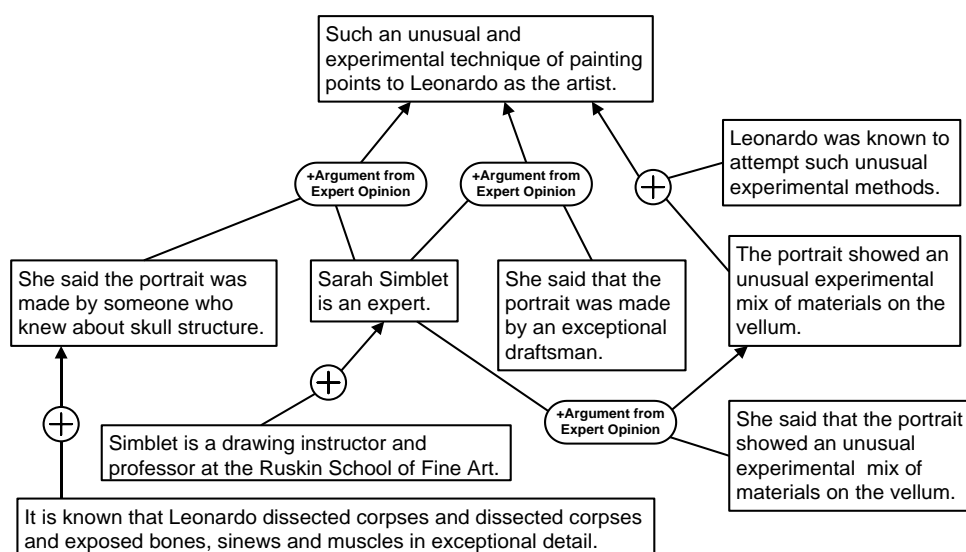 Such an unusual and
experimental technique of painting
points to Leonardo as the artist.
Leonardo was known to
attempt such unusual
experimental methods.
+Argument from
Expert Opinion
+Argument from
Expert Opinion
She said the portrait was
made by someone who
knew about skull structure.
Sarah Simblet
is an expert.
She said that the
portrait was made
by an exceptional
draftsman.
The portrait showed an
unusual experimental
mix of materials on the
vellum.
+Argument from
Expert Opinion
Simblet is a drawing instructor and
professor at the Ruskin School of Fine Art.
She said that the portrait
showed an unusual
experimental mix of
materials on the vellum.
It is known that Leonardo dissected corpses and dissected corpses
and exposed bones, sinews and muscles in exceptional detail.